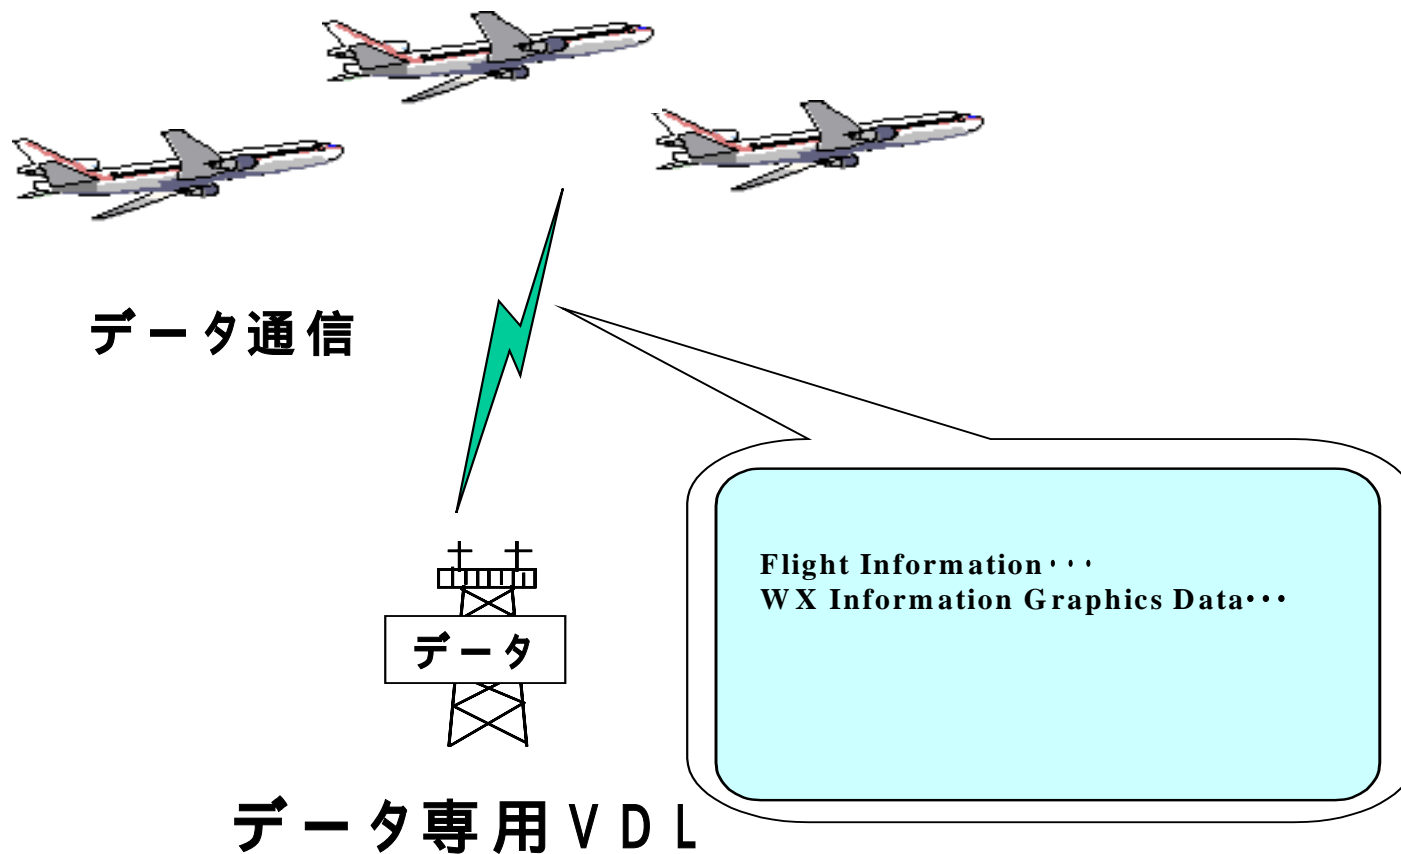 データ通信
Flight Information・・・
WX Information Graphics Data・・・
データ
データ専用VDL